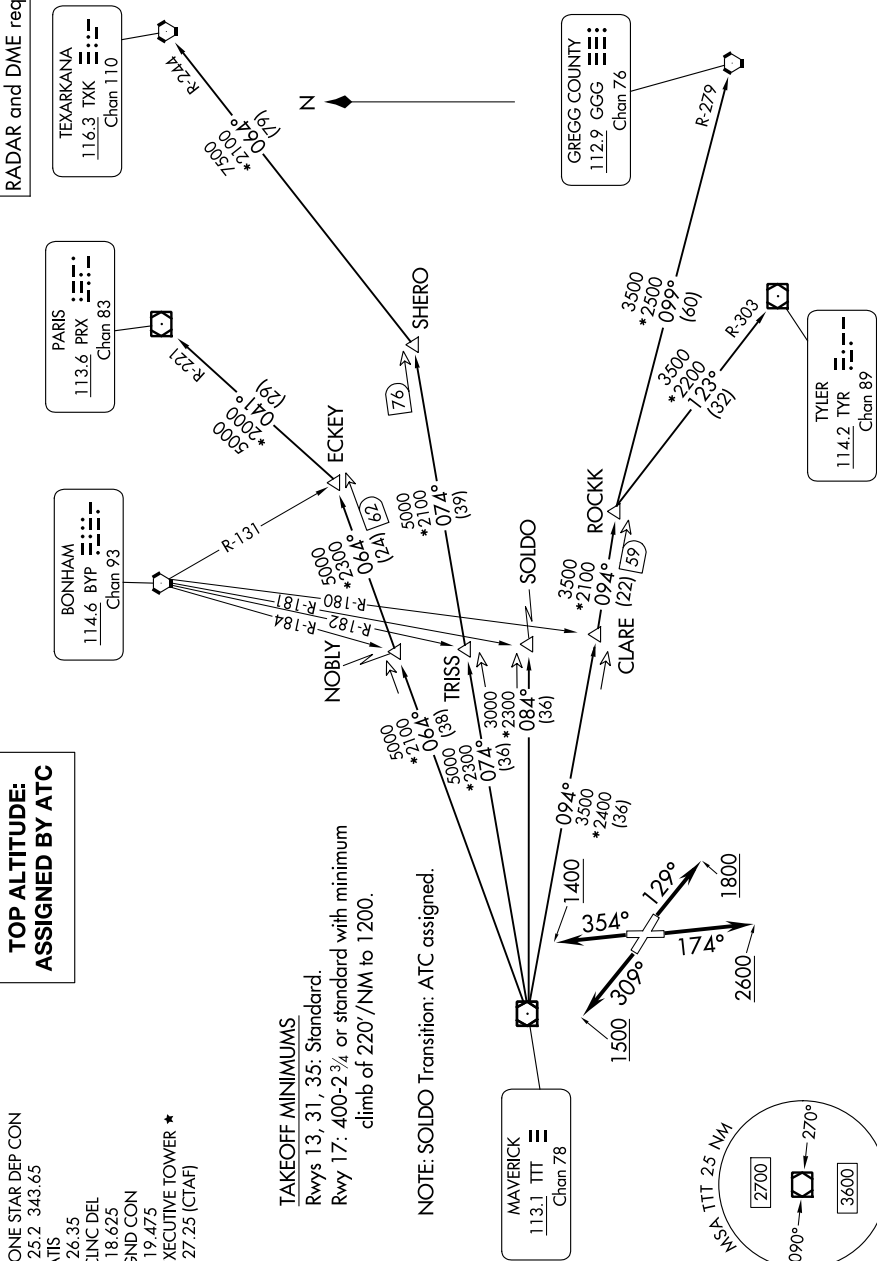 RADAR and DME req
TOP ALTITUDE:
ASSIGNED BY ATC
ONE STAR DEP CON
25.2 343.65
ATIS
26.35
CLNC DEL
18.625
GND CON
19.475
EXECUTIVE TOWER ★
27.25 (CTAF)
TAKEOFF MINIMUMS
Rwys 13, 31, 35: Standard.
Rwy 17: 400-2¾ or standard with minimum
climb of 220'/NM to 1200.
NOTE: SOLDO Transition: ATC assigned.
BONHAM
114.6 BYP
Chan 93
PARIS
113.6 PRX
Chan 83
TEXARKANA
116.3 TXK
Chan 110
R-244
7500
*2100
064°
(79)
N
R-221
5000
*2000
041°
(29)
ECKEY
62
R-131
R-184
R-182
R-181
R-180
NOBLY
5000
*2300
064°
(24)
5000
*2100
064°
(38)
SHERO
76
5000
*2100
074°
(39)
TRISS
5000
*2300
074°
(36)
SOLDO
3000
*2300
084°
(36)
CLARE
094°
3500
*2400
(36)
ROCKK
59
3500
*2100
094°
(22)
3500
*2500
099°
(60)
R-279
GREGG COUNTY
112.9 GGG
Chan 76
3500
*2200
123°
(32)
R-303
TYLER
114.2 TYR
Chan 89
MAVERICK
113.1 TTT
Chan 78
1400
354°
129°
1800
309°
1500
174°
2600
MSA TTT 25 NM
2700
270°
090°
3600